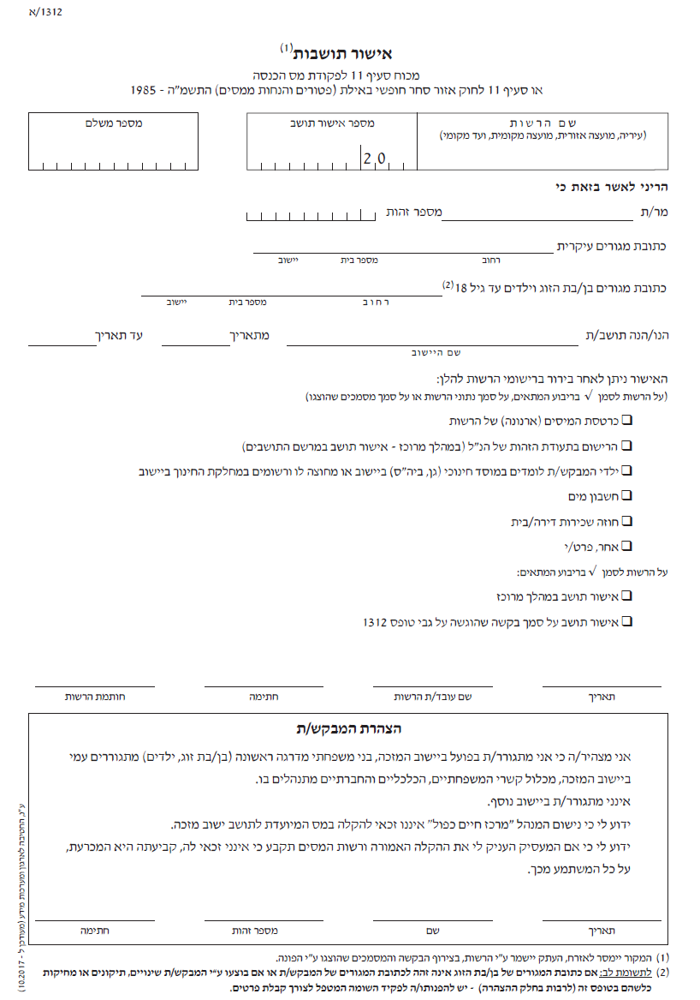 1312/א
אישור תושבות(1)
מכוח סעיף 11 לפקודת מס הכנסה
או סעיף 11 לחוק אזור סחר חופשי באילת (פטורים והנחות ממסים) התשמ"ה - 1985
שם הרשות
(עיריה, מועצה אזורית, מועצה מקומית, ועד מקומי)
מספר אישור תושב
20
מספר משלם
הריני לאשר בזאת כי
מר/ת
מספר זהות
כתובת מגורים עיקרית
רחוב מספר בית יישוב
כתובת מגורים בן/בת הזוג וילדים עד גיל 18(2)
רחוב מספר בית יישוב
הנו/הנה תושב/ת מתאריך עד תאריך
שם היישוב
האישור ניתן לאחר בירור ברישומי הרשות להלן:
(על הרשות לסמן √ בריבוע המתאים, על סמך נתוני הרשות או על סמך מסמכים שהוצגו)
❏ כרטסת המיסים (ארנונה) של הרשות
❏ הרישום בתעודת הזהות של הנ"ל (במהלך מרוכז - אישור תושב במרשם התושבים)
❏ ילדי המבקש/ת לומדים במוסד חינוכי (גן, ביה"ס) ביישוב או מחוצה לו ורשומים במחלקת החינוך ביישוב
❏ חשבון מים
❏ חוזה שכירות דירה/בית
❏ אחר, פרט/י
על הרשות לסמן √ בריבוע המתאים:
❏ אישור תושב במהלך מרוכז
❏ אישור תושב על סמך בקשה שהוגשה על גבי טופס 1312
תאריך שם עובד/ת הרשות חתימה חותמת הרשות
הצהרת המבקש/ת
אני מצהיר/ה כי אני מתגורר/ת בפועל ביישוב המזכה, בני משפחתי מדרגה ראשונה (בן/בת זוג, ילדים) מתגוררים עמי
ביישוב המזכה, מכלול קשרי המשפחתיים, הכלכליים והחברתיים מתנהלים בו.
אינני מתגורר/ת ביישוב נוסף.
ידוע לי כי נישום המנהל "מרכז חיים כפול" איננו זכאי להקלה במס המיועדת לתושב ישוב מזכה.
ידוע לי כי אם המעסיק העניק לי את ההקלה האמורה ורשות המסים תקבע כי אינני זכאי לה, קביעתה היא המכרעת,
על כל המשתמע מכך.
תאריך שם מספר זהות חתימה
(1) המקור יימסר לאזרח, העתק יישמר ע"י הרשות, בצירוף הבקשה והמסמכים שהוצגו ע"י הפונה.
(2) לתשומת לב: אם כתובת המגורים של בן/בת הזוג אינה זהה לכתובת המגורים של המבקש/ת או אם בוצעו ע"י המבקש/ת שינויים, תיקונים או מחיקות
כלשהם בטופס זה (לרבות בחלק ההצהרה) - יש להפנותו/ה לפקיד השומה המטפל לצורך קבלת פרטים.
ע"נ, החטיבה לארגון ומערכות מידע (מעודכן ל - 10.2017)